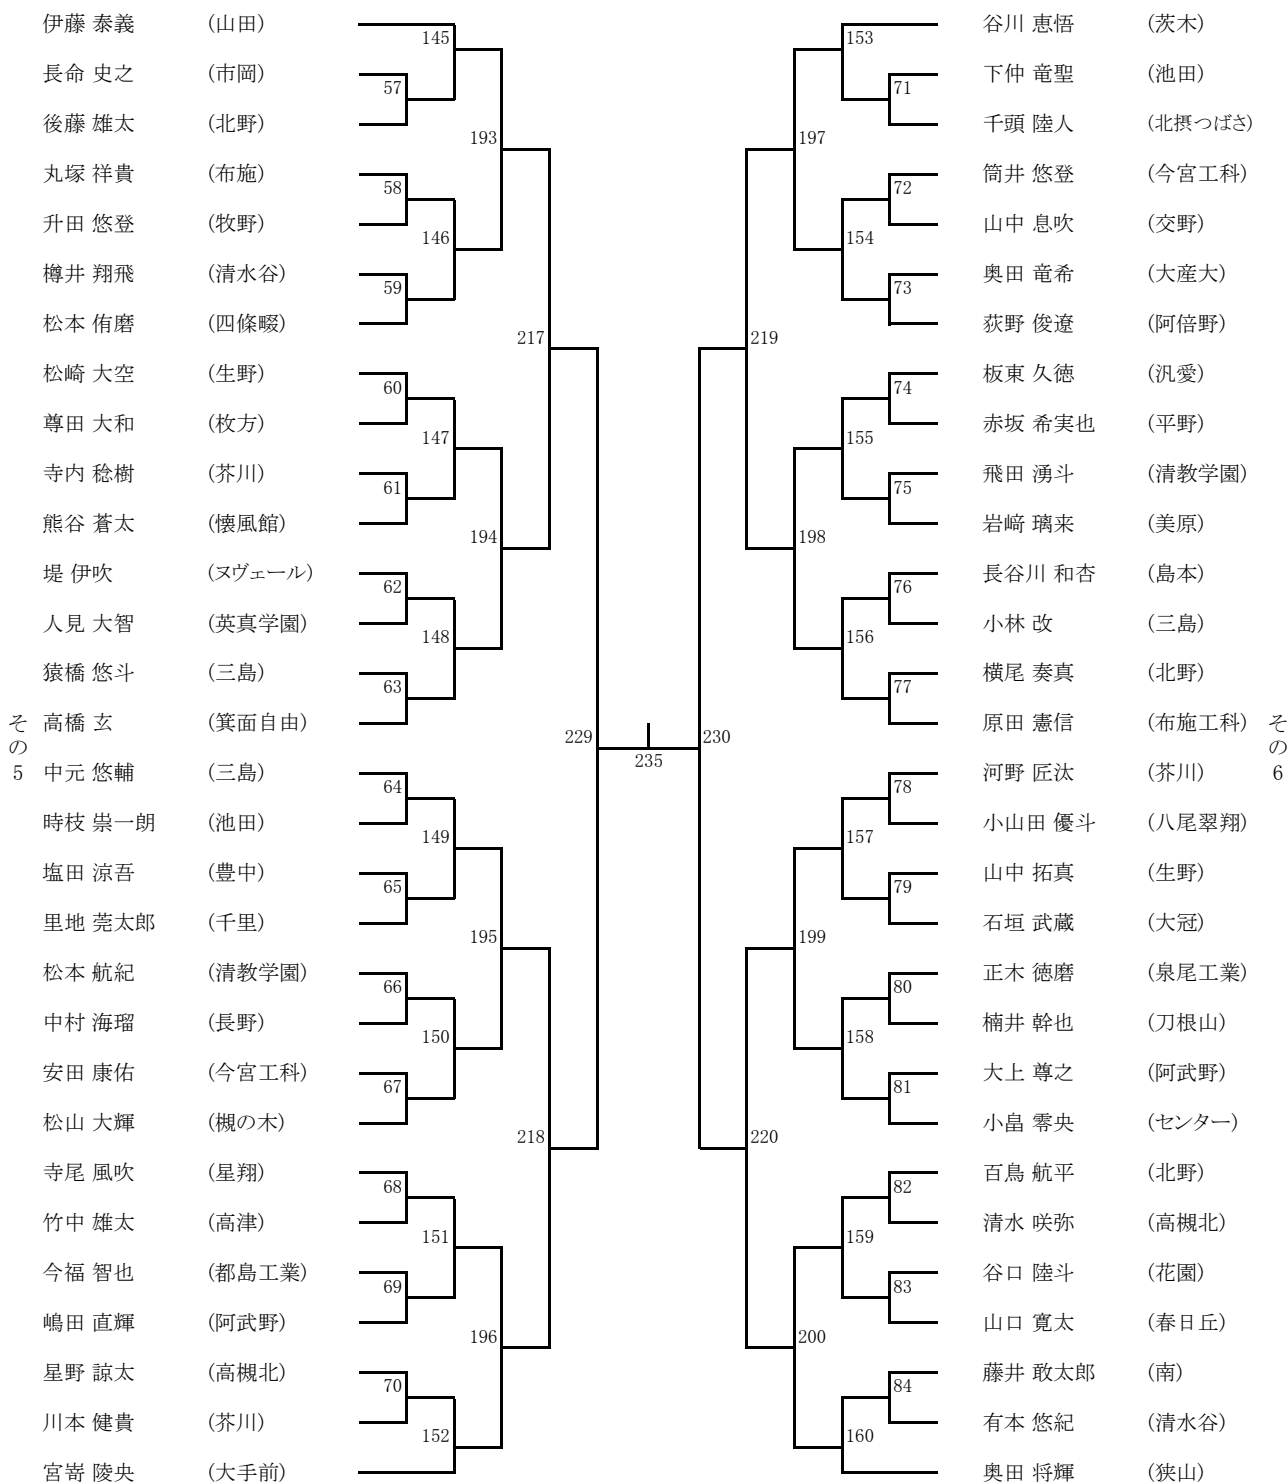 伊藤 泰義 (山田)
長命 史之 (市岡)
後藤 雄太 (北野)
丸塚 祥貴 (布施)
升田 悠登 (牧野)
樽井 翔飛 (清水谷)
松本 侑磨 (四條畷)
松崎 大空 (生野)
尊田 大和 (枚方)
寺内 稔樹 (芥川)
熊谷 蒼太 (懐風館)
堤 伊吹 (ヌヴェール)
人見 大智 (英真学園)
猿橋 悠斗 (三島)
高橋 玄 (箕面自由)
中元 悠輔 (三島)
時枝 崇一朗 (池田)
塩田 涼吾 (豊中)
里地 莞太郎 (千里)
松本 航紀 (清教学園)
中村 海瑠 (長野)
安田 康佑 (今宮工科)
松山 大輝 (槻の木)
寺尾 風吹 (星翔)
竹中 雄太 (高津)
今福 智也 (都島工業)
嶋田 直輝 (阿武野)
星野 諒太 (高槻北)
川本 健貴 (芥川)
宮嵜 陵央 (大手前)
その5
57
58
59
60
61
62
63
64
65
66
67
68
69
70
145
146
147
148
149
150
151
152
193
194
195
196
217
218
229
235
230
219
220
197
198
199
200
153
154
155
156
157
158
159
160
71
72
73
74
75
76
77
78
79
80
81
82
83
84
谷川 恵悟 (茨木)
下仲 竜聖 (池田)
千頭 陸人 (北摂つばさ)
筒井 悠登 (今宮工科)
山中 息吹 (交野)
奥田 竜希 (大産大)
荻野 俊遼 (阿倍野)
板東 久徳 (汎愛)
赤坂 希実也 (平野)
飛田 湧斗 (清教学園)
岩﨑 璃来 (美原)
長谷川 和杏 (島本)
小林 改 (三島)
横尾 奏真 (北野)
原田 憲信 (布施工科)
河野 匠汰 (芥川)
小山田 優斗 (八尾翠翔)
山中 拓真 (生野)
石垣 武蔵 (大冠)
正木 徳磨 (泉尾工業)
楠井 幹也 (刀根山)
大上 尊之 (阿武野)
小畠 零央 (センター)
百鳥 航平 (北野)
清水 咲弥 (高槻北)
谷口 陸斗 (花園)
山口 寛太 (春日丘)
藤井 敢太郎 (南)
有本 悠紀 (清水谷)
奥田 将輝 (狭山)
その6